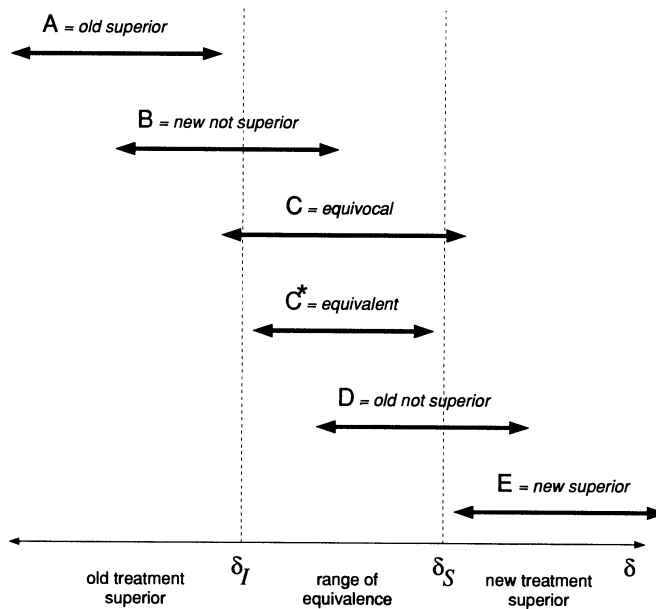 A = old superior
B = new not superior
C = equivocal
C* = equivalent
D = old not superior
E = new superior
δI δS δ
old treatment superior
range of equivalence
new treatment superior